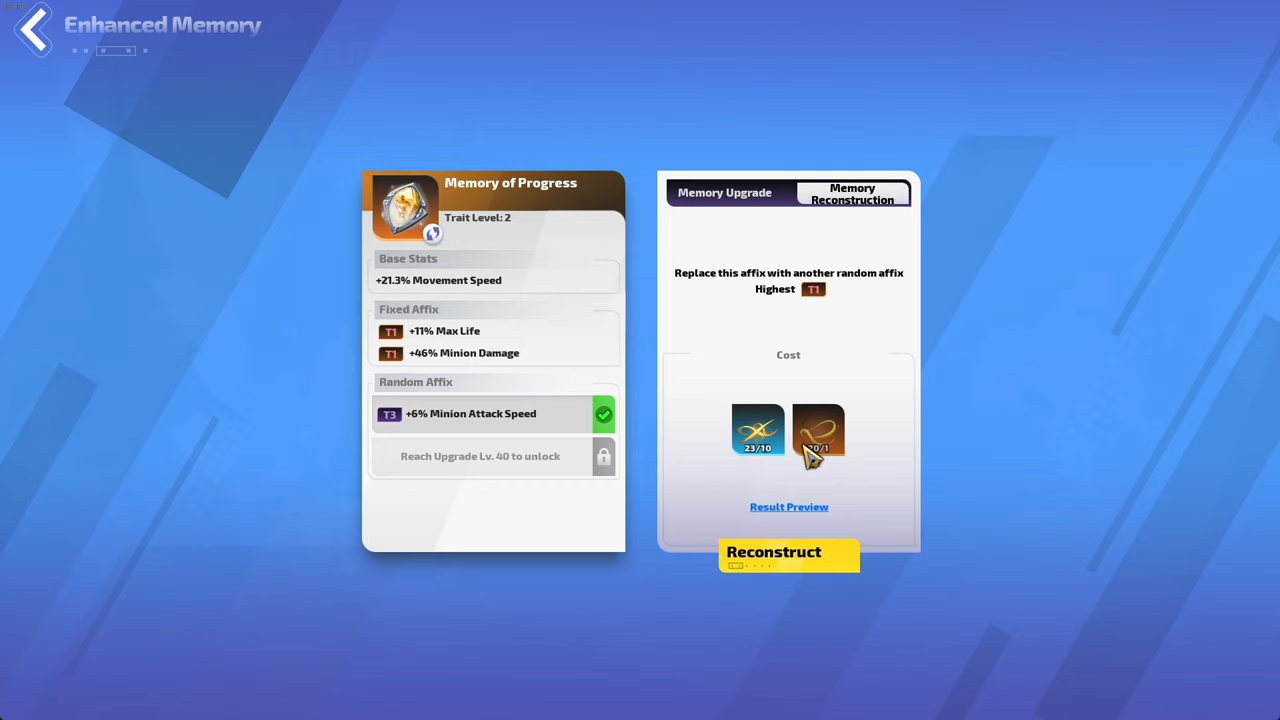 Enhanced Memory
Memory of Progress
Trait Level: 2
Base Stats
+21.3% Movement Speed
Fixed Affix
T1 +11% Max Life
T1 +46% Minion Damage
Random Affix
T3 +6% Minion Attack Speed
Reach Upgrade Lv. 40 to unlock
Memory Upgrade
Memory
Reconstruction
Replace this affix with another random affix
Highest T1
Cost
23/10
Result Preview
Reconstruct